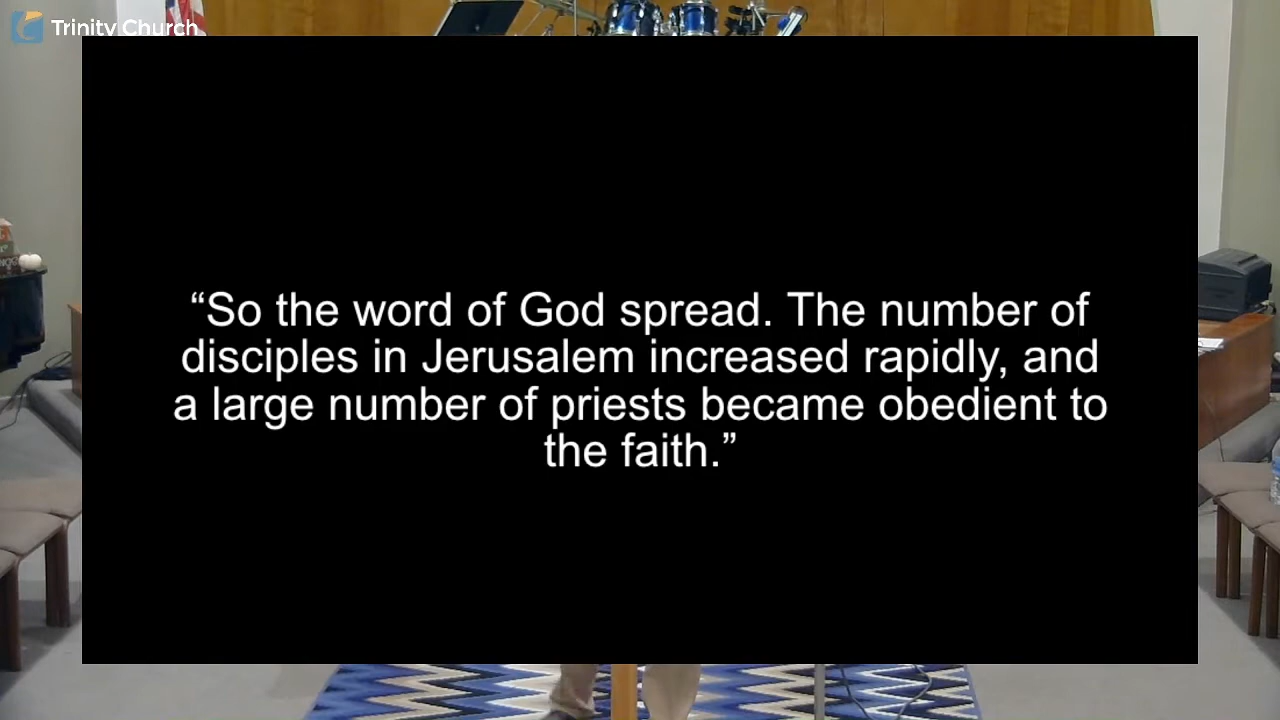 Trinity Church
“So the word of God spread. The number of
disciples in Jerusalem increased rapidly, and
a large number of priests became obedient to
the faith.”